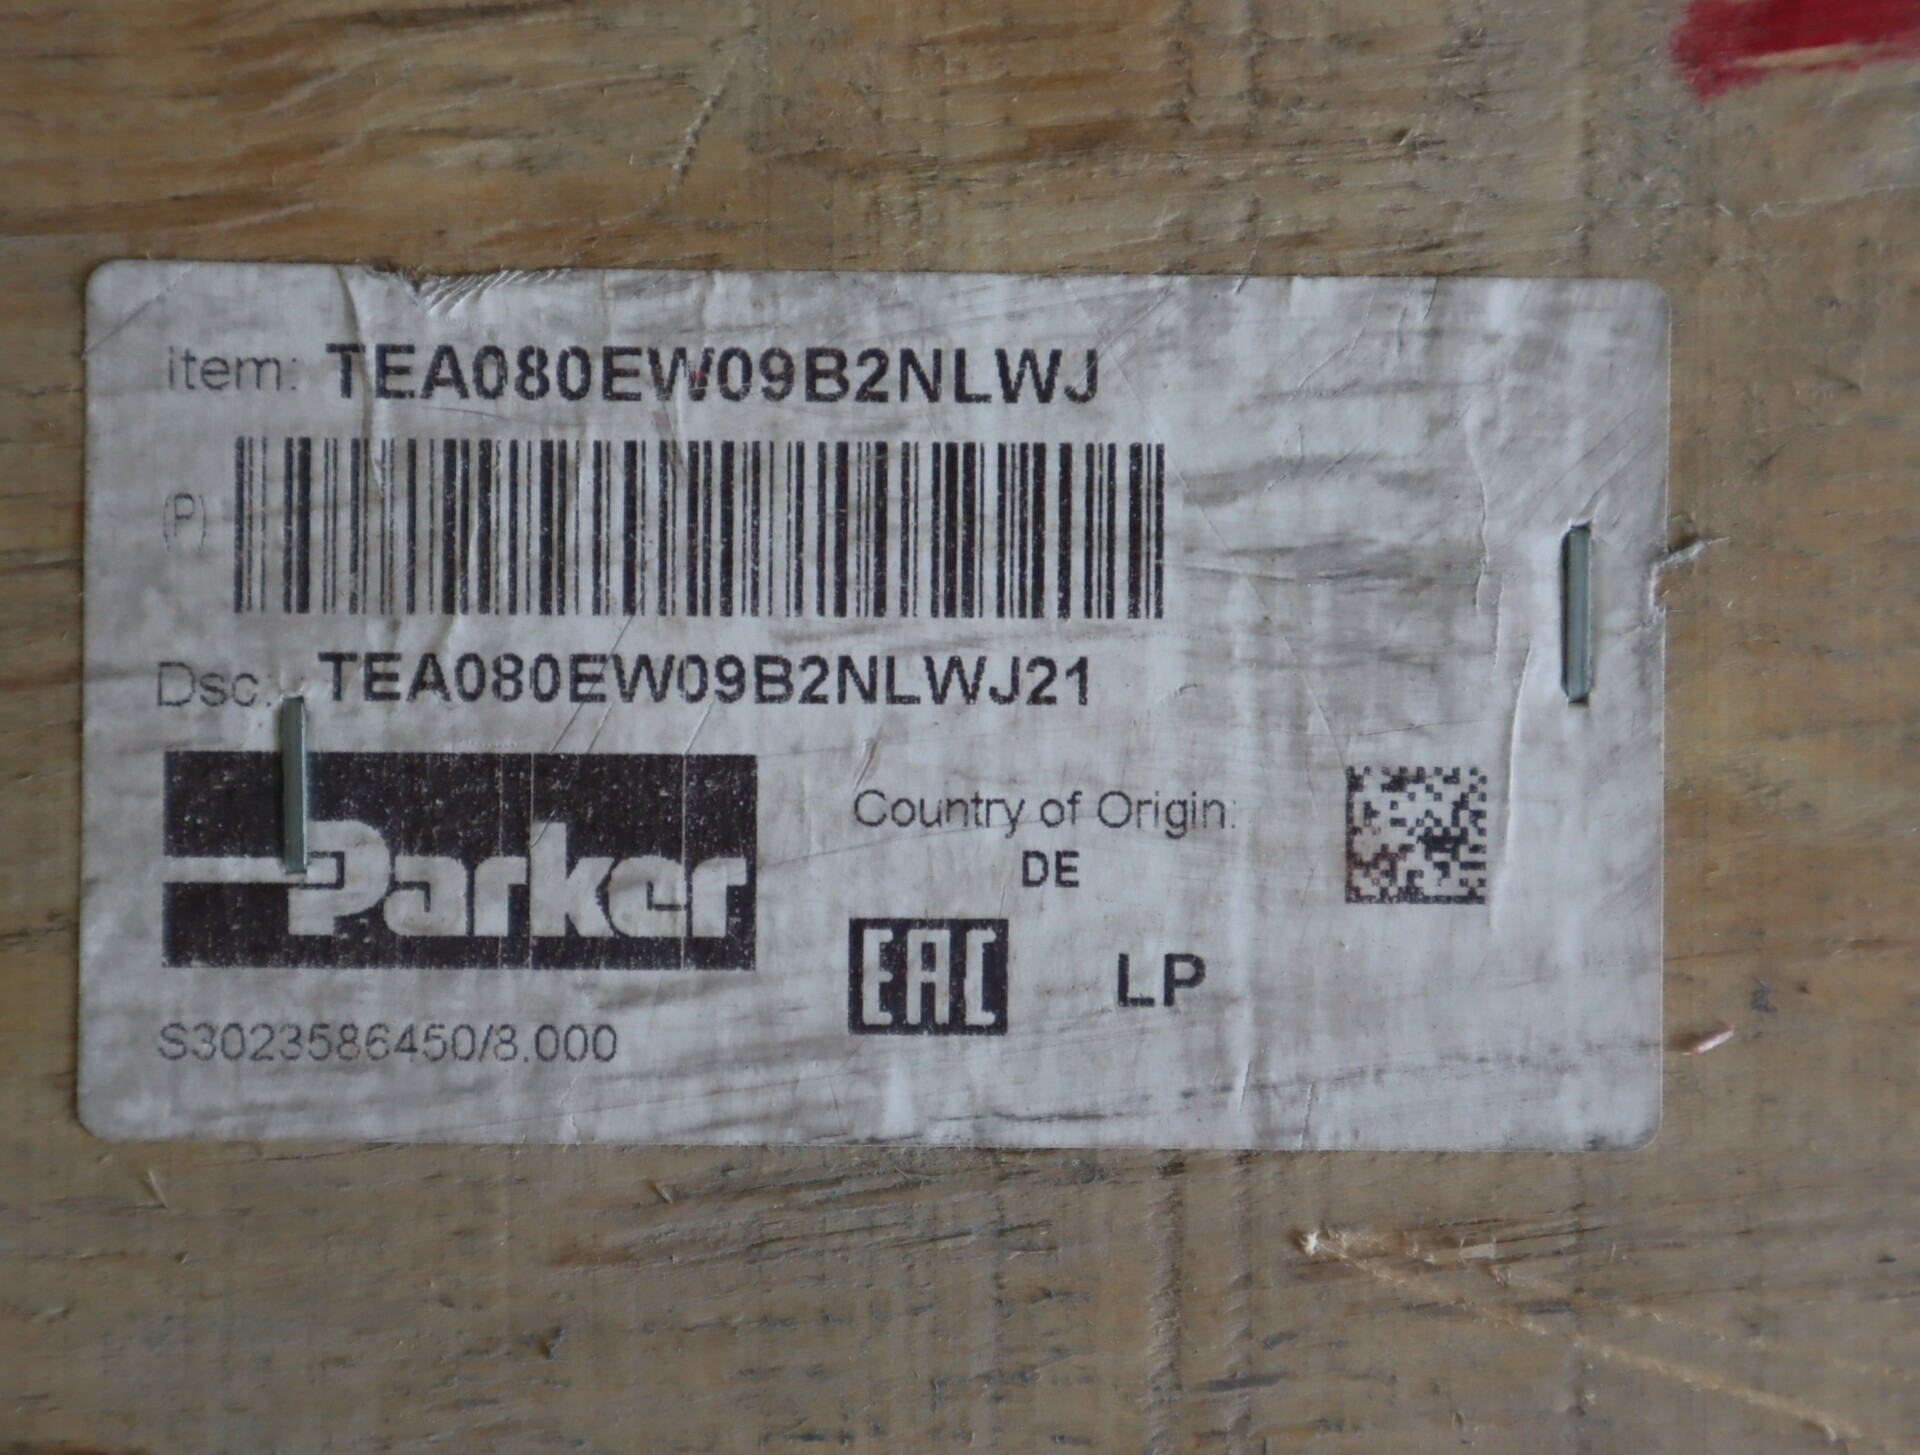 item: TEA080EW09B2NLWJ
(P)
Dsc: TEA080EW09B2NLWJ21
Parker
Country of Origin:
DE
EAC
LP
S3023586450/8.000